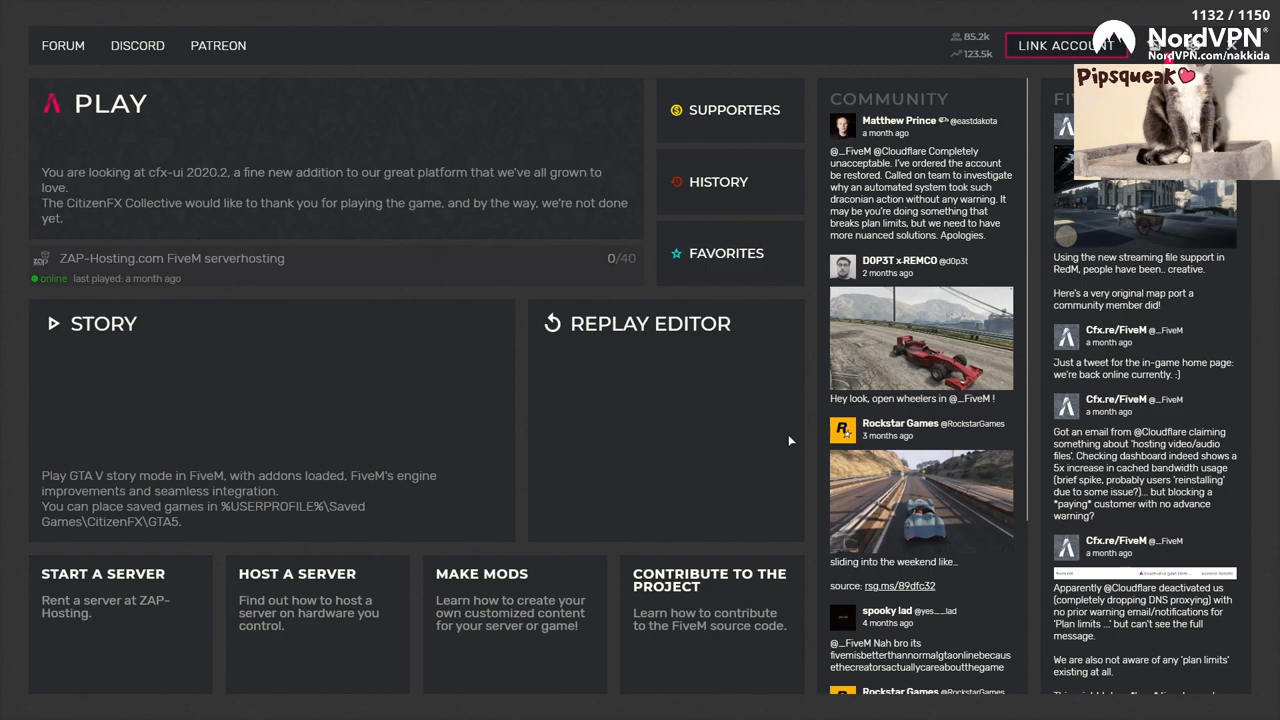 1132 / 1150
FORUM
DISCORD
PATREON
85.2k
123.5k
LINK ACCOUNT
NordVPN®
NordVPN.com/nakkida
Pipsqueak
PLAY
You are looking at cfx-ui 2020.2, a fine new addition to our great platform that we've all grown to
love.
The CitizenFX Collective would like to thank you for playing the game, and by the way, we're not done
yet.
zap
ZAP-Hosting.com FiveM serverhosting
0/40
online last played: a month ago
SUPPORTERS
HISTORY
FAVORITES
STORY
Play GTA V story mode in FiveM, with addons loaded, FiveM's engine
improvements and seamless integration.
You can place saved games in %USERPROFILE%\Saved
Games\CitizenFX\GTA5.
REPLAY EDITOR
START A SERVER
Rent a server at ZAP-
Hosting.
HOST A SERVER
Find out how to host a
server on hardware you
control.
MAKE MODS
Learn how to create your
own customized content
for your server or game!
CONTRIBUTE TO THE
PROJECT
Learn how to contribute
to the FiveM source code.
COMMUNITY
Matthew Prince @eastdakota
a month ago
@_FiveM @Cloudflare Completely
unacceptable. I've ordered the account
be restored. Called on team to investigate
why an automated system took such
draconian action without any warning. It
may be you're doing something that
breaks plan limits, but we need to have
more nuanced solutions. Apologies.
D0P3T x REMCO @d0p3t
2 months ago
Hey look, open wheelers in @_FiveM !
Rockstar Games @RockstarGames
3 months ago
sliding into the weekend like..
source: rsg.ms/89dfc32
spooky lad @yes__lad
4 months ago
@_FiveM Nah bro its
fivemisbetterthannormalgtaonlinebecaus
ethecreatorsactuallycareaboutthegame
Rockstar Games @RockstarGames
Using the new streaming file support in
RedM, people have been.. creative.
Here's a very original map port a
community member did!
Cfx.re/FiveM @_FiveM
a month ago
Just a tweet for the in-game home page:
we're back online currently. :)
Cfx.re/FiveM @_FiveM
a month ago
Got an email from @Cloudflare claiming
something about 'hosting video/audio
files'. Checking dashboard indeed shows a
5x increase in cached bandwidth usage
(brief spike, probably users 'reinstalling'
due to some issue?)... but blocking a
*paying* customer with no advance
warning?
Cfx.re/FiveM @_FiveM
a month ago
Apparently @Cloudflare deactivated us
(completely dropping DNS proxying) with
no prior warning email/notifications for
'Plan limits ...' but can't see the full
message.
We are also not aware of any 'plan limits'
existing at all.